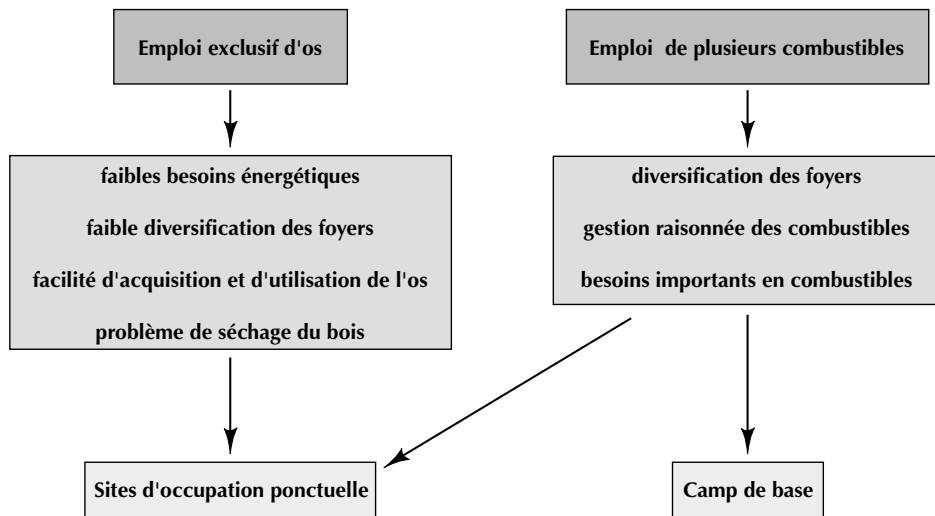 Emploi exclusif d'os
Emploi de plusieurs combustibles
faibles besoins énergétiques
faible diversification des foyers
facilité d'acquisition et d'utilisation de l'os
problème de séchage du bois
diversification des foyers
gestion raisonnée des combustibles
besoins importants en combustibles
Sites d'occupation ponctuelle
Camp de base